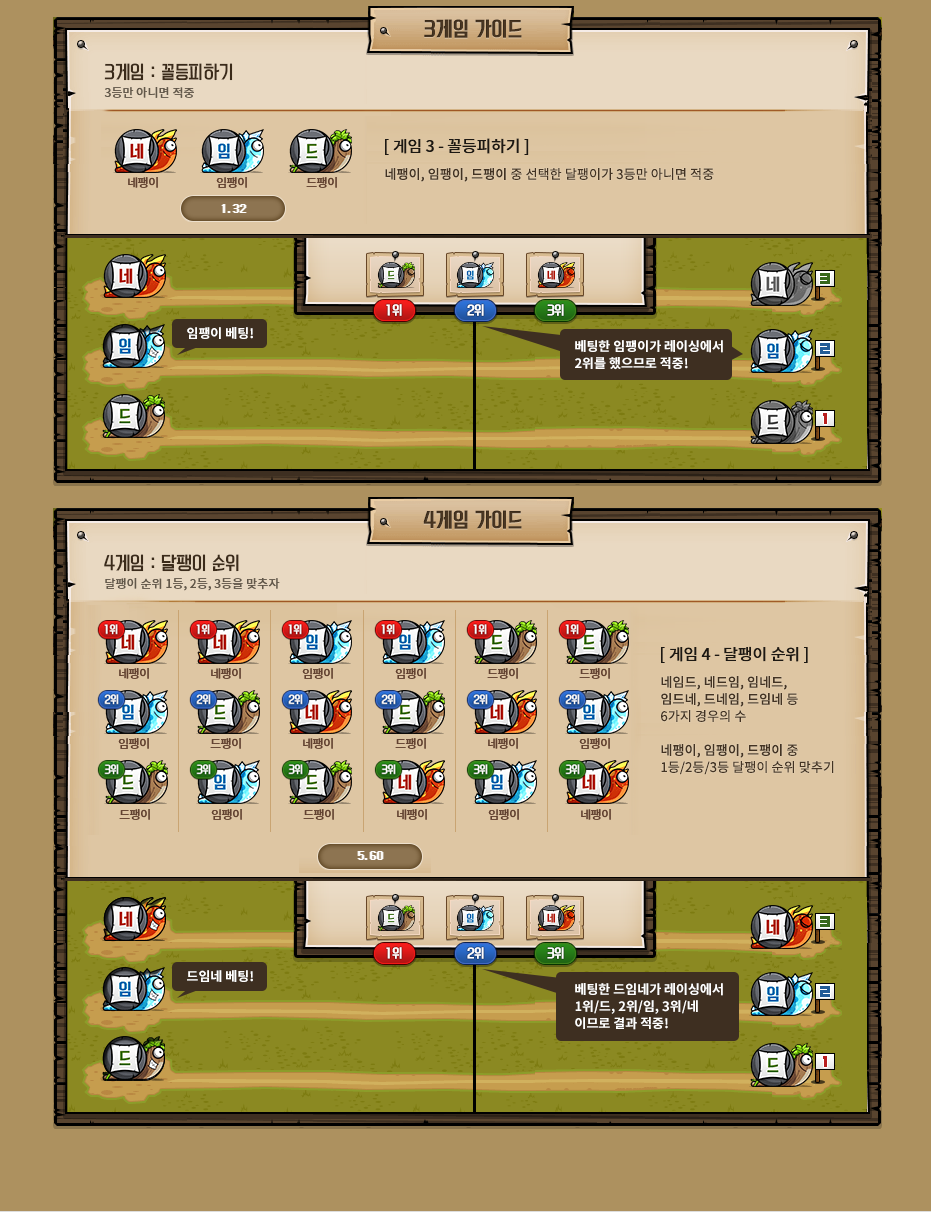 3게임 가이드
3게임 : 꼴등피하기
3등만 아니면 적중
네 임 드
네팽이 임팽이 드팽이
1.32
[ 게임 3 - 꼴등피하기 ]
네팽이, 임팽이, 드팽이 중 선택한 달팽이가 3등만 아니면 적중
드 임 네
1위 2위 3위
네
네 3
임
임팽이 베팅!
베팅한 임팽이가 레이싱에서
2위를 했으므로 적중!
임 2
드
드 1
4게임 가이드
4게임 : 달팽이 순위
달팽이 순위 1등, 2등, 3등을 맞추자
1위 네 1위 네 1위 임 1위 임 1위 드 1위 드
네팽이 네팽이 임팽이 임팽이 드팽이 드팽이
2위 임 2위 드 2위 네 2위 드 2위 네 2위 임
임팽이 드팽이 네팽이 드팽이 네팽이 임팽이
3위 드 3위 임 3위 드 3위 네 3위 임 3위 네
드팽이 임팽이 드팽이 네팽이 임팽이 네팽이
5.60
[ 게임 4 - 달팽이 순위 ]
네임드, 네드임, 임네드,
임드네, 드네임, 드임네 등
6가지 경우의 수
네팽이, 임팽이, 드팽이 중
1등/2등/3등 달팽이 순위 맞추기
드 임 네
1위 2위 3위
네
네 3
임
드임네 베팅!
베팅한 드임네가 레이싱에서
1위/드, 2위/임, 3위/네
이므로 결과 적중!
임 2
드
드 1